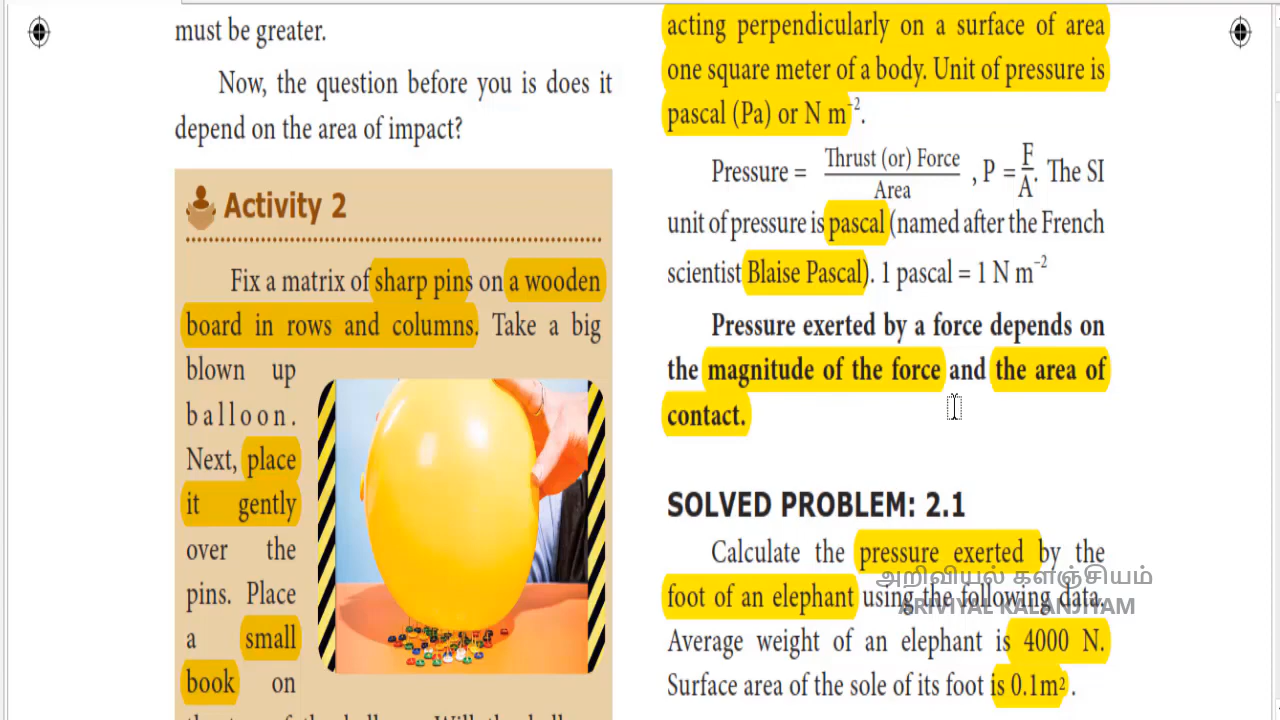 must be greater.
Now, the question before you is does it
depend on the area of impact?
Activity 2
Fix a matrix of sharp pins on a wooden
board in rows and columns. Take a big
blown up
balloon.
Next, place
it gently
over the
pins. Place
a small
book on
acting perpendicularly on a surface of area
one square meter of a body. Unit of pressure is
pascal (Pa) or N m⁻².
Pressure = Thrust (or) Force / Area , P = F/A. The SI
unit of pressure is pascal (named after the French
scientist Blaise Pascal). 1 pascal = 1 N m⁻²
Pressure exerted by a force depends on
the magnitude of the force and the area of
contact.
SOLVED PROBLEM: 2.1
Calculate the pressure exerted by the
foot of an elephant using the following data.
Average weight of an elephant is 4000 N.
Surface area of the sole of its foot is 0.1m².
அறிவியல் களஞ்சியம்
ARIVIYAL KALANJIYAM